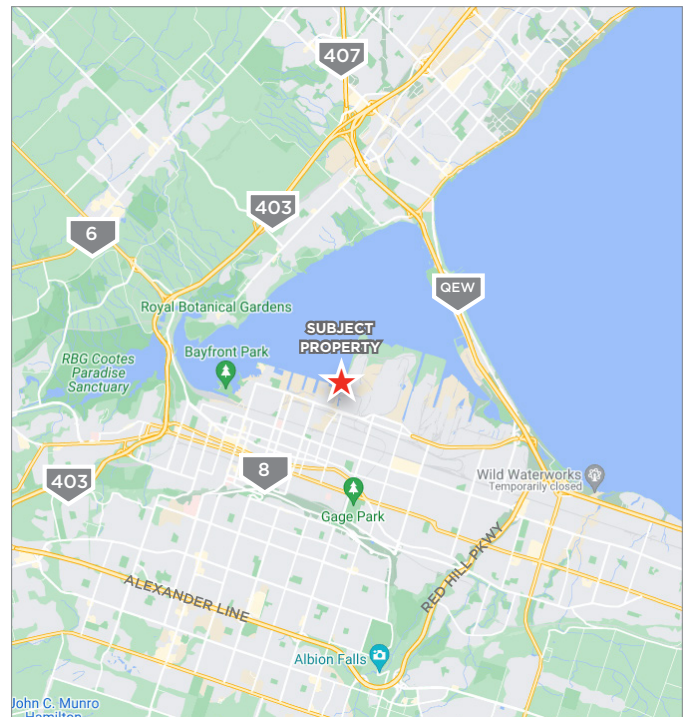 407
403
6
QEW
Royal Botanical Gardens
SUBJECT
PROPERTY
Bayfront Park
RBG Cootes
Paradise
Sanctuary
8
403
Wild Waterworks
Temporarily closed
Gage Park
RED HILL PKWY
ALEXANDER LINE
Albion Falls
John C. Munro
Hamilton